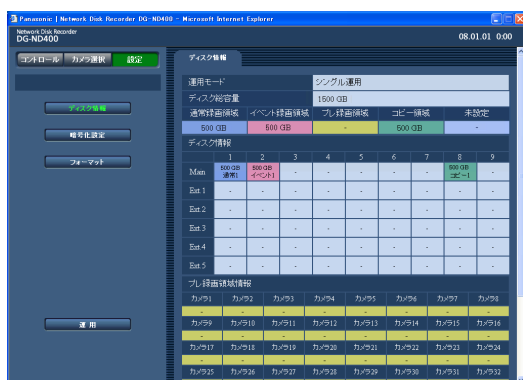 Panasonic | Network Disk Recorder DG-ND400 - Microsoft Internet Explorer
Network Disk Recorder
DG-ND400
08.01.01 0:00
コントロール カメラ選択 設定
ディスク情報
ディスク情報
暗号化設定
フォーマット
運用
運用モード シングル運用
ディスク総容量 1500 GB
通常録画領域 イベント録画領域 プレ録画領域 コピー領域 未設定
500 GB 500 GB - 500 GB -
ディスク情報
1 2 3 4 5 6 7 8 9
Main 500 GB 通常1 500 GB イベント1 - - - - - 500 GB コピー1 -
Ext.1 - - - - - - - - -
Ext.2 - - - - - - - - -
Ext.3 - - - - - - - - -
Ext.4 - - - - - - - - -
Ext.5 - - - - - - - - -
プレ録画領域情報
カメラ1 カメラ2 カメラ3 カメラ4 カメラ5 カメラ6 カメラ7 カメラ8
- - - - - - - -
カメラ9 カメラ10 カメラ11 カメラ12 カメラ13 カメラ14 カメラ15 カメラ16
- - - - - - - -
カメラ17 カメラ18 カメラ19 カメラ20 カメラ21 カメラ22 カメラ23 カメラ24
- - - - - - - -
カメラ25 カメラ26 カメラ27 カメラ28 カメラ29 カメラ30 カメラ31 カメラ32